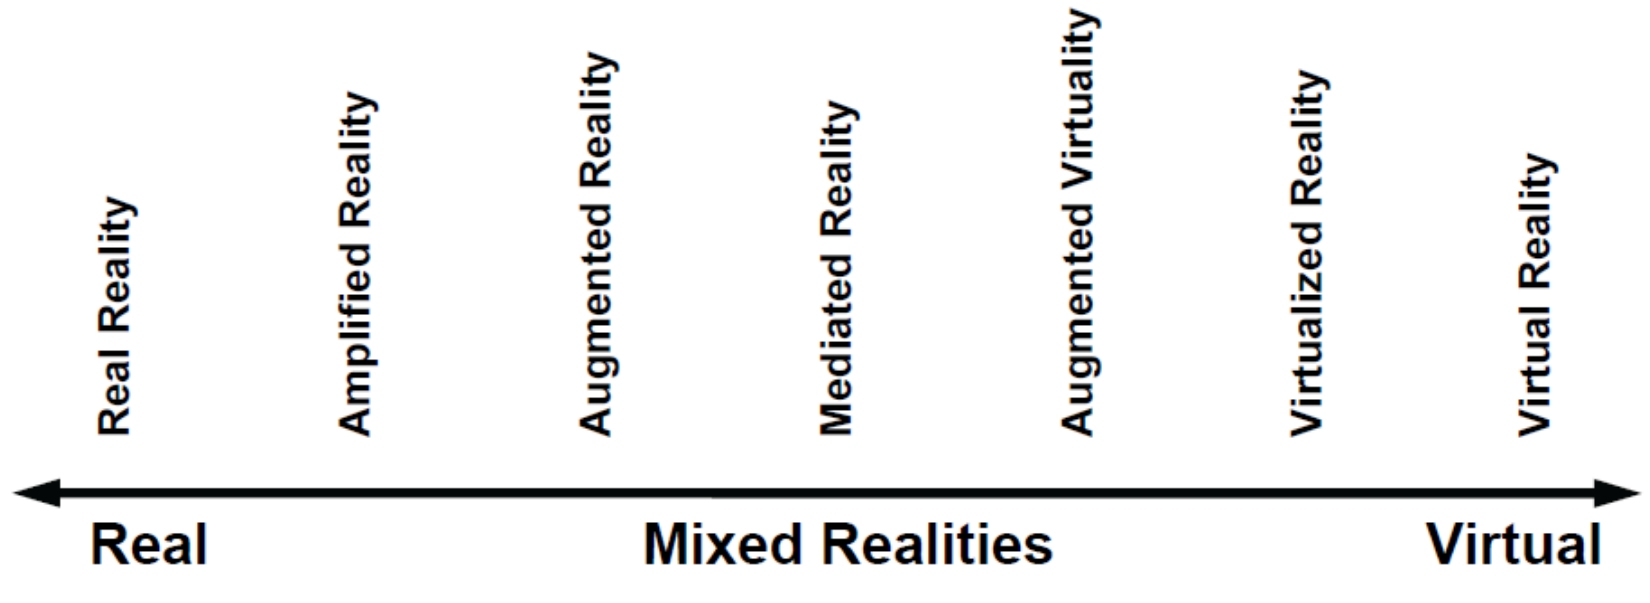 Real Reality
Amplified Reality
Augmented Reality
Mediated Reality
Augmented Virtuality
Virtualized Reality
Virtual Reality
Real
Mixed Realities
Virtual